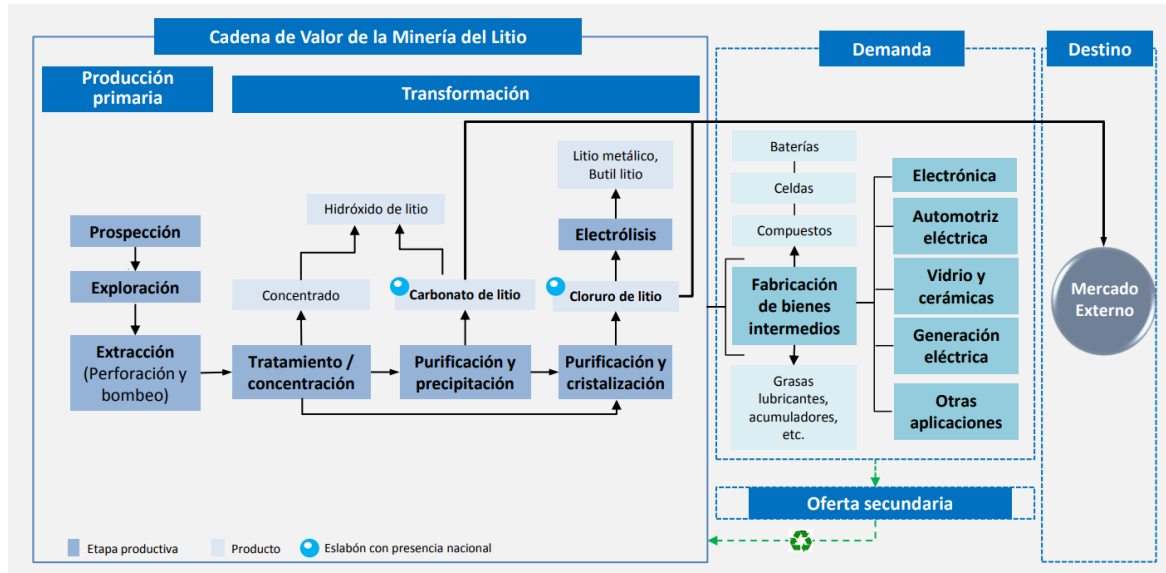 Cadena de Valor de la Minería del Litio
Demanda
Destino
Producción
primaria
Transformación
Prospección
Exploración
Extracción
(Perforación y
bombeo)
Hidróxido de litio
Concentrado
Tratamiento /
concentración
Carbonato de litio
Purificación y
precipitación
Litio metálico,
Butil litio
Electrólisis
Cloruro de litio
Purificación y
cristalización
Baterías
Celdas
Compuestos
Fabricación
de bienes
intermedios
Grasas
lubricantes,
acumuladores,
etc.
Electrónica
Automotriz
eléctrica
Vidrio y
cerámicas
Generación
eléctrica
Otras
aplicaciones
Mercado
Externo
Oferta secundaria
Etapa productiva
Producto
Eslabón con presencia nacional